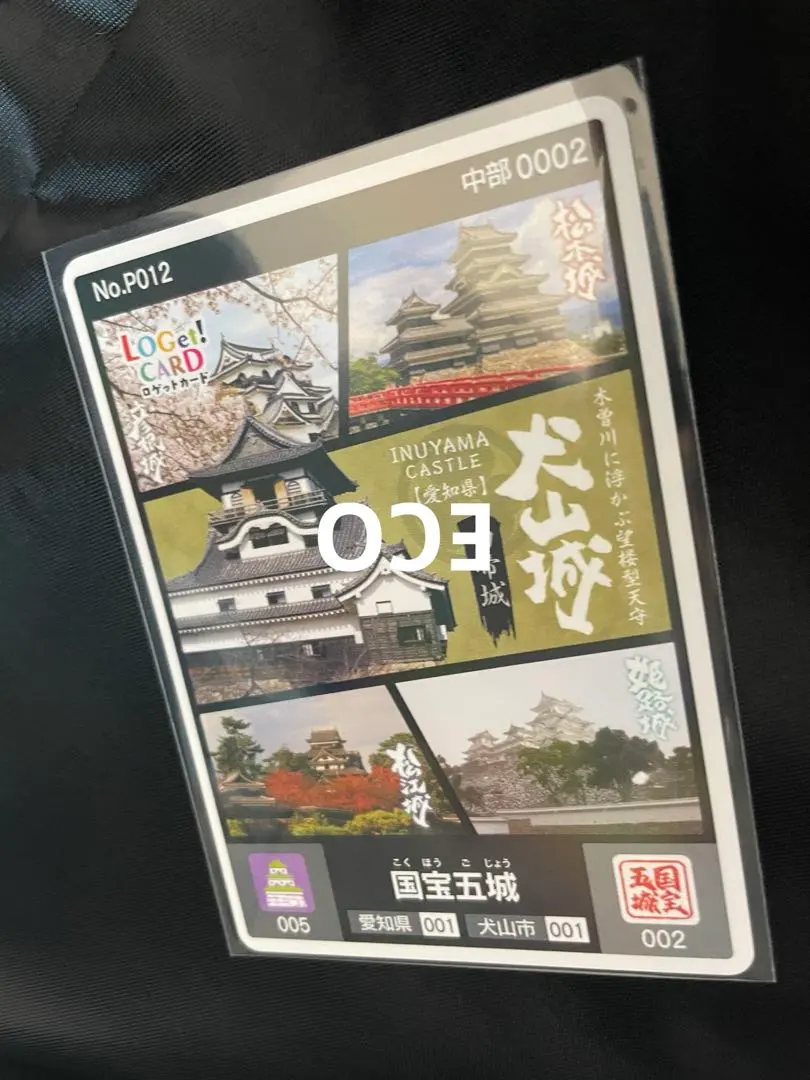 中部 0002
No.P012
LOGet!
CARD
ロゲットカード
彦根城
松本城
INUYAMA
CASTLE
【愛知県】
犬山城
木曽川に浮かぶ望楼型天守
帝城
ECO
松江城
姫路城
こく ほう ご じょう
国宝五城
005
愛知県 001 犬山市 001
国宝
五城
002